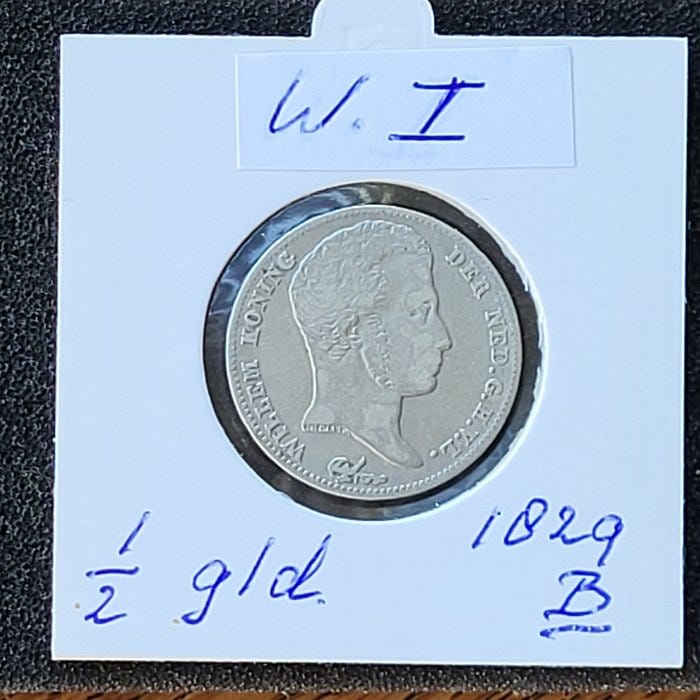 W. I
WILLEM KONING DER NED. G.H.V.L.
1/2 gld.
1829
B